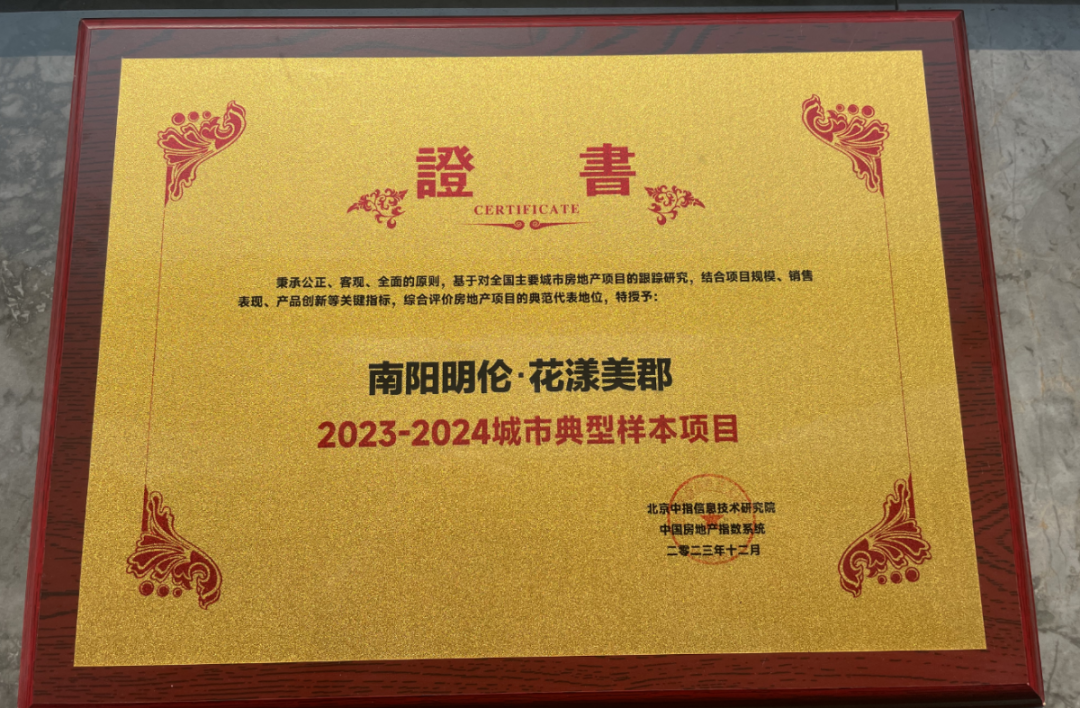 證 書
CERTIFICATE
秉承公正、客观、全面的原则，基于对全国主要城市房地产项目的跟踪研究，结合项目规模、销售
表现、产品创新等关键指标，综合评价房地产项目的典范代表地位，特授予：
南阳明伦·花漾美郡
2023-2024城市典型样本项目
北京中指信息技术研究院
中国房地产指数系统
二零二三年十二月